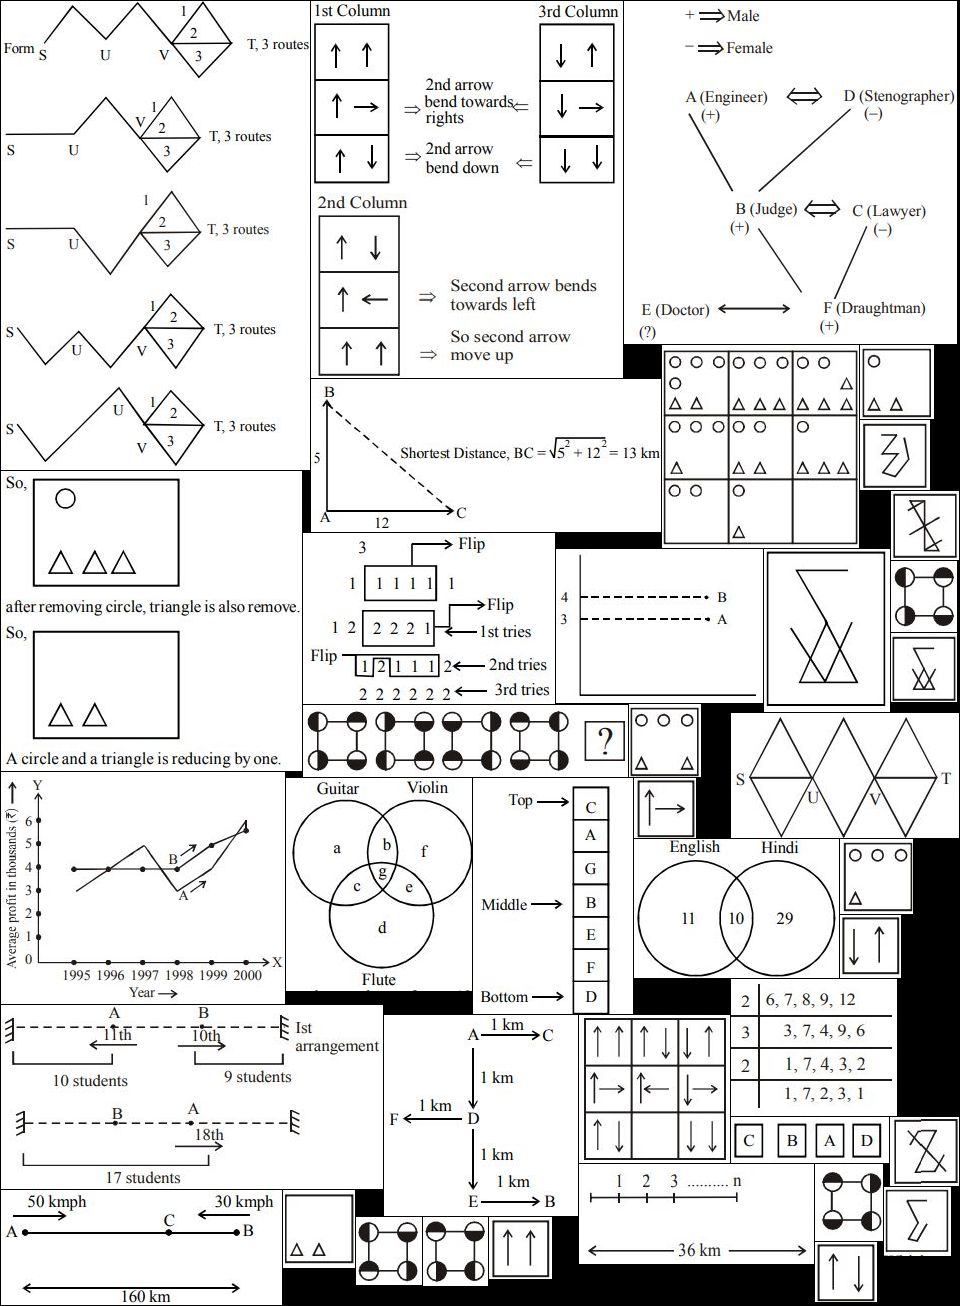 1
2
3
Form
S
U
V
T, 3 routes
1
V
2
3
S
U
T, 3 routes
1
2
3
S
U
T, 3 routes
1
2
3
S
U
V
T, 3 routes
1
2
3
S
U
V
T, 3 routes
1st Column
3rd Column
2nd arrow
bend towards
rights
2nd arrow
bend down
2nd Column
Second arrow bends
towards left
So second arrow
move up
+ ⇒ Male
− ⇒ Female
A (Engineer) ⇔ D (Stenographer)
(+)
(−)
B (Judge) ⇔ C (Lawyer)
(+)
(−)
E (Doctor) ↔ F (Draughtman)
(?)
(+)
B
5
A
12
C
Shortest Distance, BC = √5² + 12² = 13 km
So,
after removing circle, triangle is also remove.
So,
A circle and a triangle is reducing by one.
3
Flip
1 1 1 1 1 1
Flip
1 2 2 2 2 1
1st tries
Flip
1 2 1 1 1 2
2nd tries
2 2 2 2 2 2
3rd tries
4
B
3
A
?
S
U
V
T
Y
Average profit in thousands (₹)
6
5
4
3
2
1
0
B
A
X
1995 1996 1997 1998 1999 2000
Year
Guitar
Violin
a
b
f
g
c
e
d
Flute
Top
C
A
G
Middle
B
E
F
Bottom
D
English
Hindi
11
10
29
2 6, 7, 8, 9, 12
3 3, 7, 4, 9, 6
2 1, 7, 4, 3, 2
1, 7, 2, 3, 1
C B A D
A
B
Ist
arrangement
11th
10th
10 students
9 students
B
A
18th
17 students
A
1 km
C
1 km
F
1 km
D
1 km
E
1 km
B
1 2 3 .......... n
36 km
50 kmph
30 kmph
A
C
B
160 km